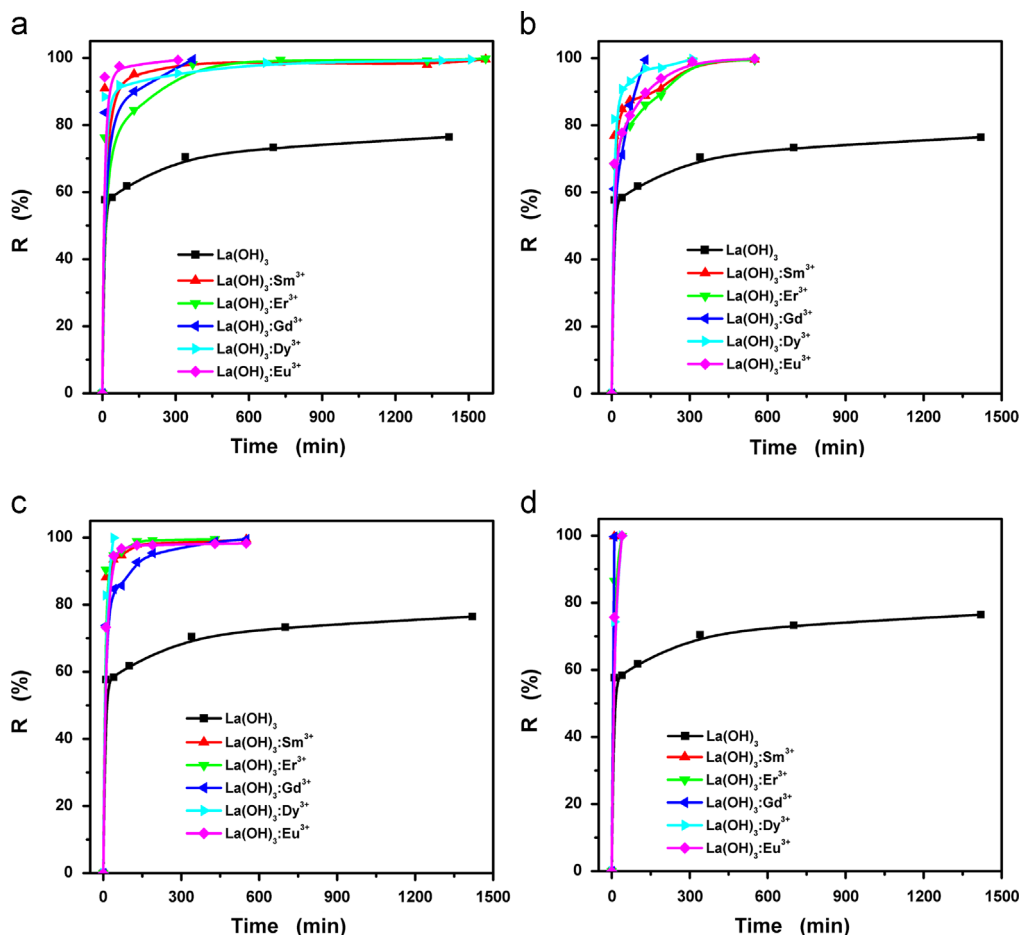 a
R (%)
100
80
60
40
20
0
La(OH)₃
La(OH)₃:Sm³⁺
La(OH)₃:Er³⁺
La(OH)₃:Gd³⁺
La(OH)₃:Dy³⁺
La(OH)₃:Eu³⁺
0 300 600 900 1200 1500
Time (min)
b
R (%)
100
80
60
40
20
0
La(OH)₃
La(OH)₃:Sm³⁺
La(OH)₃:Er³⁺
La(OH)₃:Gd³⁺
La(OH)₃:Dy³⁺
La(OH)₃:Eu³⁺
0 300 600 900 1200 1500
Time (min)
c
R (%)
100
80
60
40
20
0
La(OH)₃
La(OH)₃:Sm³⁺
La(OH)₃:Er³⁺
La(OH)₃:Gd³⁺
La(OH)₃:Dy³⁺
La(OH)₃:Eu³⁺
0 300 600 900 1200 1500
Time (min)
d
R (%)
100
80
60
40
20
0
La(OH)₃
La(OH)₃:Sm³⁺
La(OH)₃:Er³⁺
La(OH)₃:Gd³⁺
La(OH)₃:Dy³⁺
La(OH)₃:Eu³⁺
0 300 600 900 1200 1500
Time (min)